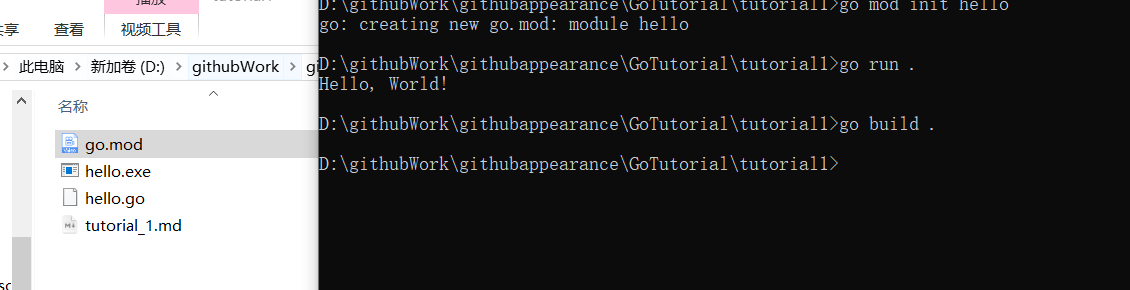 播放
共享
查看
视频工具
此电脑 > 新加卷 (D:) > githubWork >
名称
go.mod
hello.exe
hello.go
tutorial_1.md
D:\githubWork\githubappearance\GoTutorial\tutorial1>go mod init hello
go: creating new go.mod: module hello
D:\githubWork\githubappearance\GoTutorial\tutorial1>go run .
Hello, World!
D:\githubWork\githubappearance\GoTutorial\tutorial1>go build .
D:\githubWork\githubappearance\GoTutorial\tutorial1>